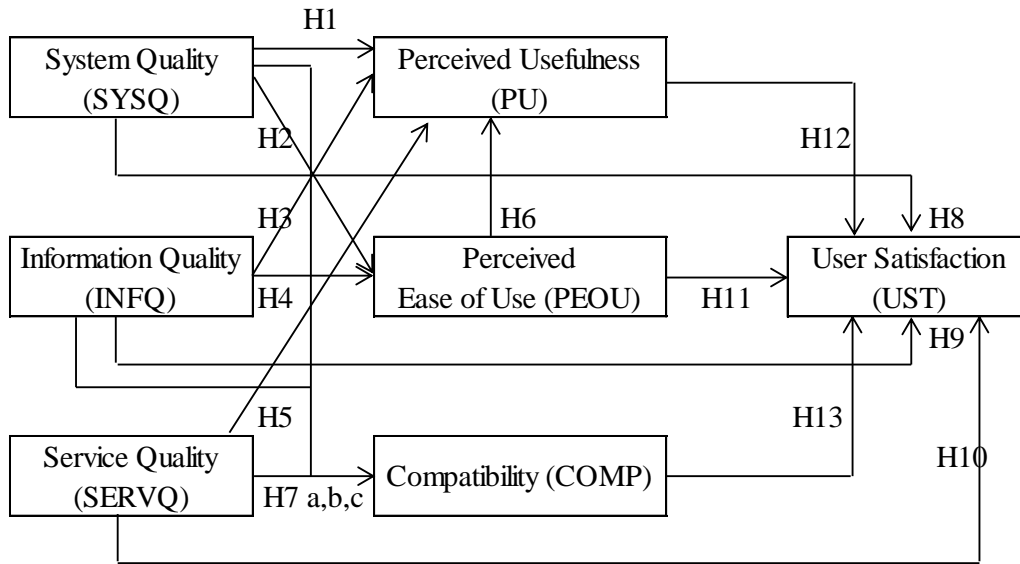 H1
System Quality
(SYSQ)
Perceived Usefulness
(PU)
H2
H12
H3
H6
H8
Information Quality
(INFQ)
Perceived
Ease of Use (PEOU)
User Satisfaction
(UST)
H4
H11
H9
H5
H13
Service Quality
(SERVQ)
Compatibility (COMP)
H10
H7 a,b,c